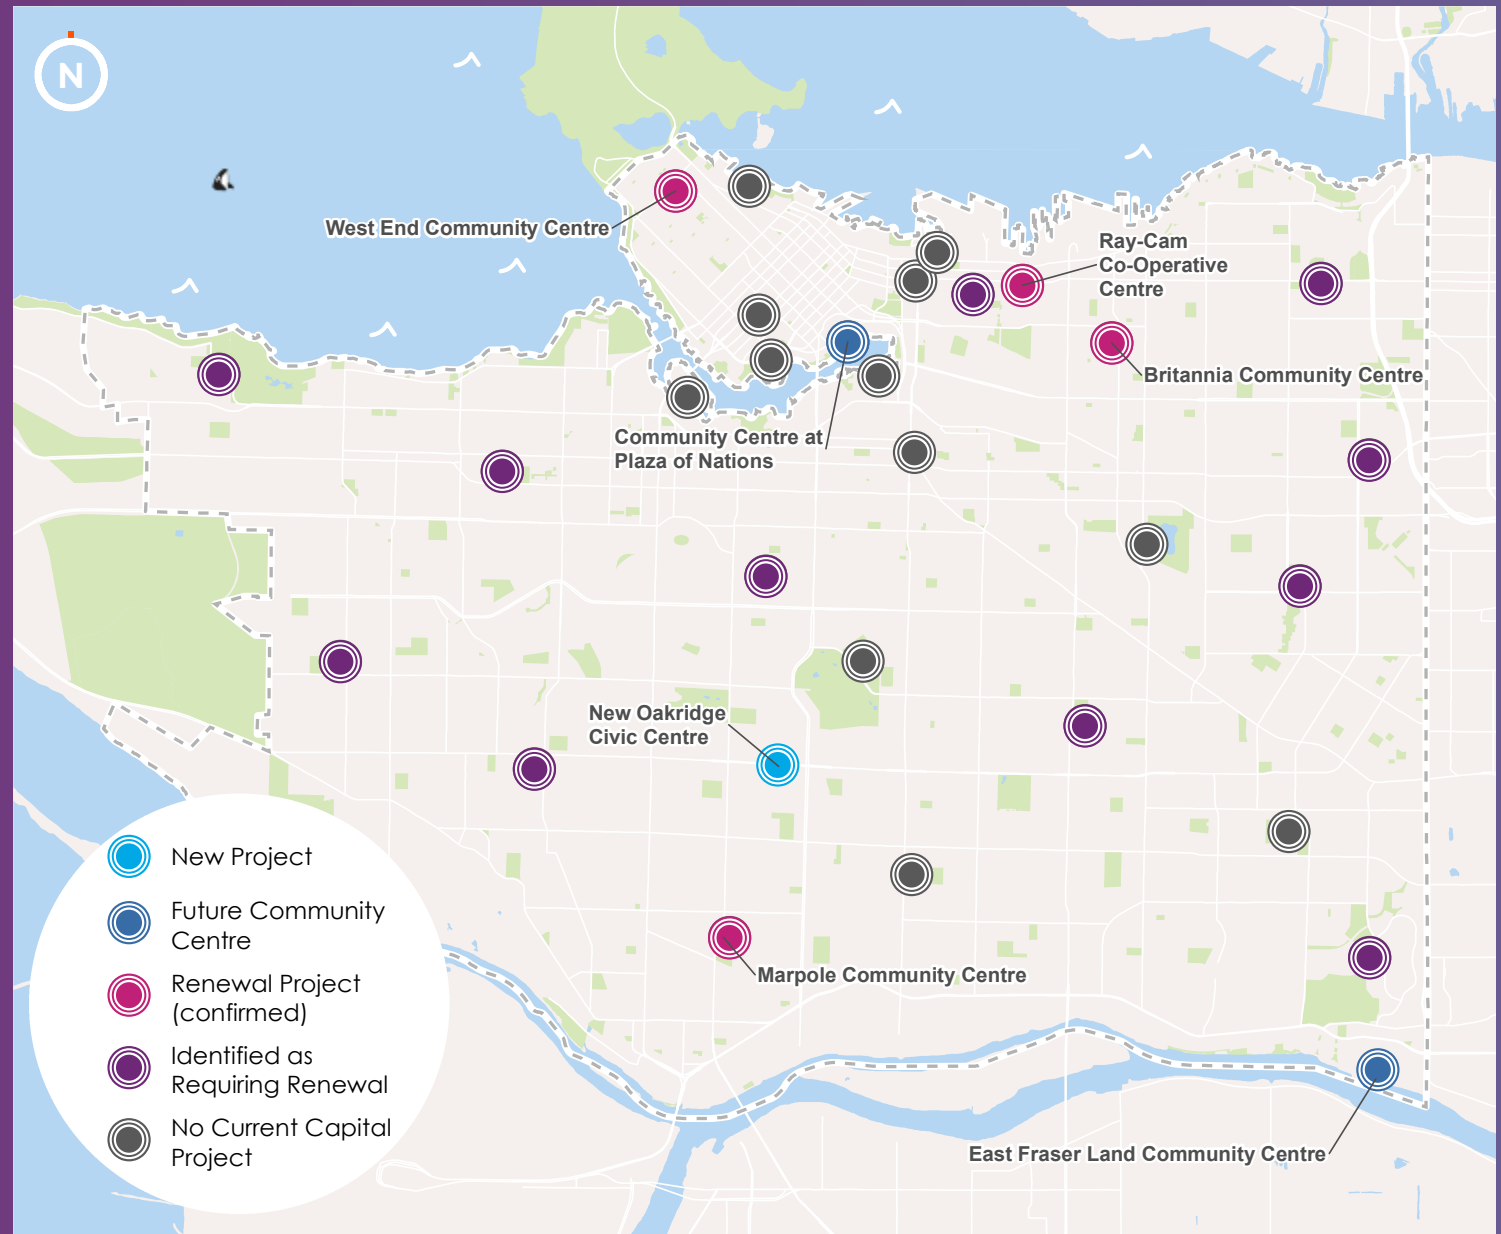 N
West End Community Centre
Ray-Cam
Co-Operative
Centre
Britannia Community Centre
Community Centre at
Plaza of Nations
New Oakridge
Civic Centre
Marpole Community Centre
East Fraser Land Community Centre
New Project
Future Community
Centre
Renewal Project
(confirmed)
Identified as
Requiring Renewal
No Current Capital
Project